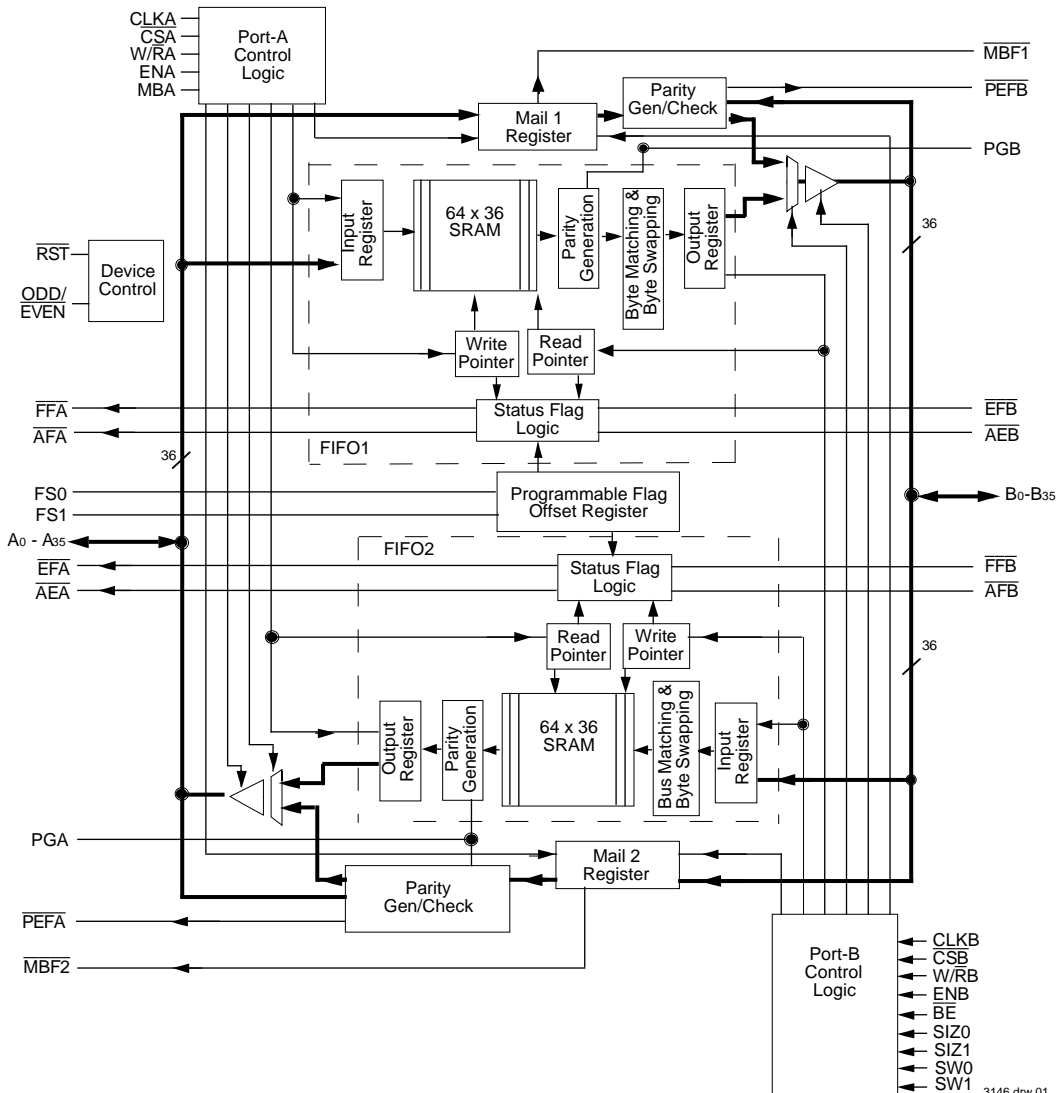 CLKA
CSA
W/RA
ENA
MBA
Port-A
Control
Logic
MBF1
PEFB
PGB
Mail 1
Register
Parity
Gen/Check
RST
ODD/
EVEN
Device
Control
Input
Register
64 x 36
SRAM
Parity
Generation
Byte Matching &
Byte Swapping
Output
Register
36
Write
Pointer
Read
Pointer
FFA
AFA
Status Flag
Logic
EFB
AEB
FIFO1
36
FS0
FS1
Programmable Flag
Offset Register
A0 - A35
B0-B35
FIFO2
EFA
AEA
Status Flag
Logic
FFB
AFB
Read
Pointer
Write
Pointer
36
Output
Register
Parity
Generation
64 x 36
SRAM
Bus Matching &
Byte Swapping
Input
Register
PGA
Parity
Gen/Check
Mail 2
Register
PEFA
MBF2
Port-B
Control
Logic
CLKB
CSB
W/RB
ENB
BE
SIZ0
SIZ1
SW0
SW1
3146 drw 01